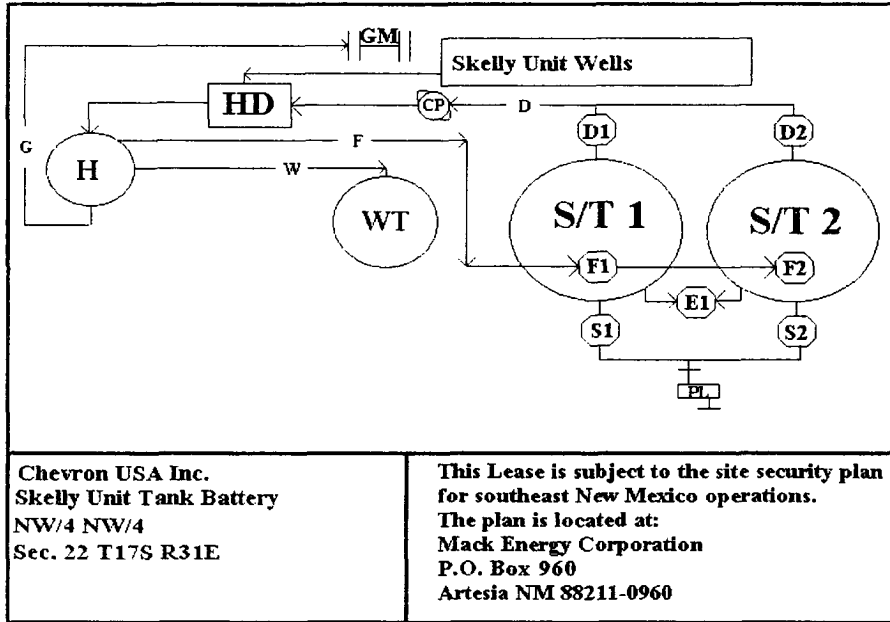 GM
Skelly Unit Wells
HD
CP
D
D1
D2
G
F
H
W
WT
S/T 1
S/T 2
F1
F2
E1
S1
S2
PL
Chevron USA Inc.
Skelly Unit Tank Battery
NW/4 NW/4
Sec. 22 T17S R31E
This Lease is subject to the site security plan
for southeast New Mexico operations.
The plan is located at:
Mack Energy Corporation
P.O. Box 960
Artesia NM 88211-0960